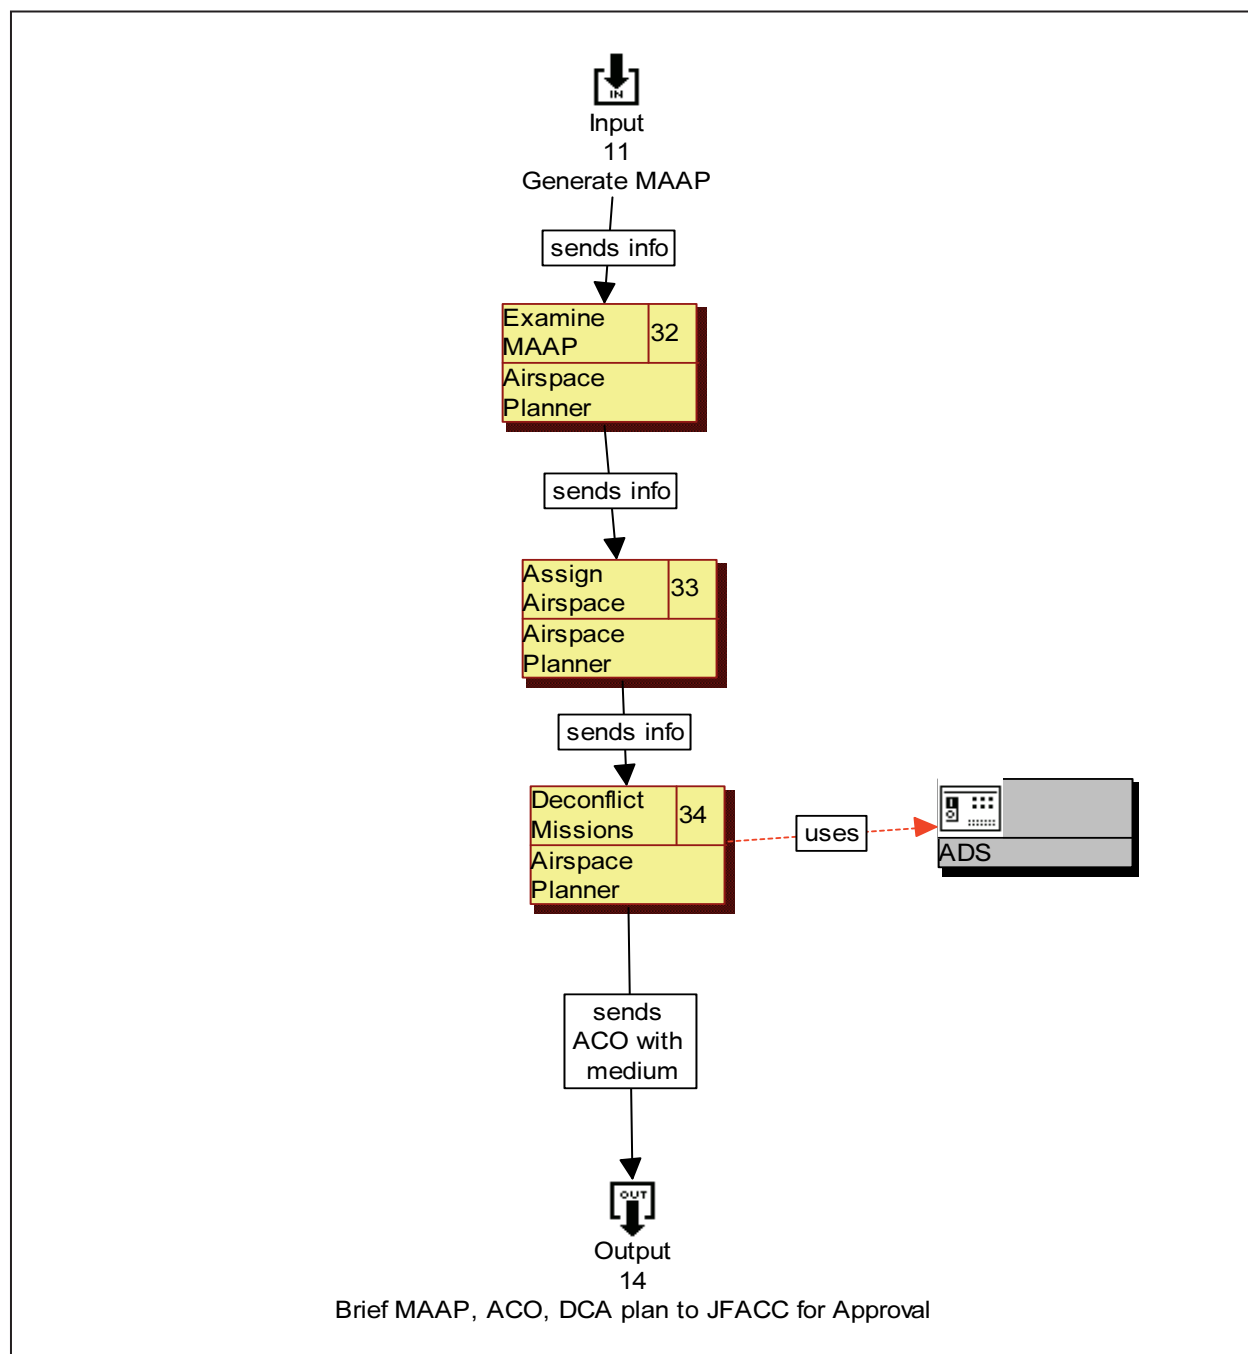 IN
Input
11
Generate MAAP
sends info
Examine
MAAP
32
Airspace
Planner
sends info
Assign
Airspace
33
Airspace
Planner
sends info
Deconflict
Missions
34
Airspace
Planner
uses
ADS
sends
ACO with
medium
OUT
Output
14
Brief MAAP, ACO, DCA plan to JFACC for Approval